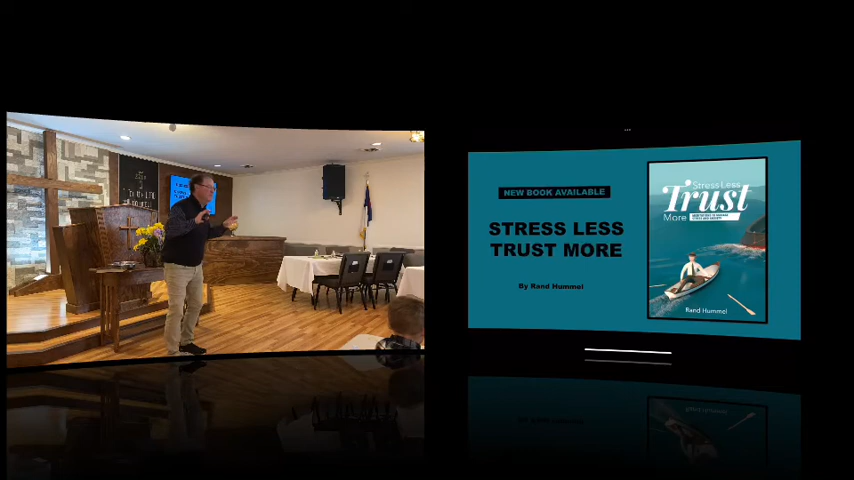 NEW BOOK AVAILABLE
STRESS LESS
TRUST MORE
By Rand Hummel
Stress Less
Trust
More
Rand Hummel